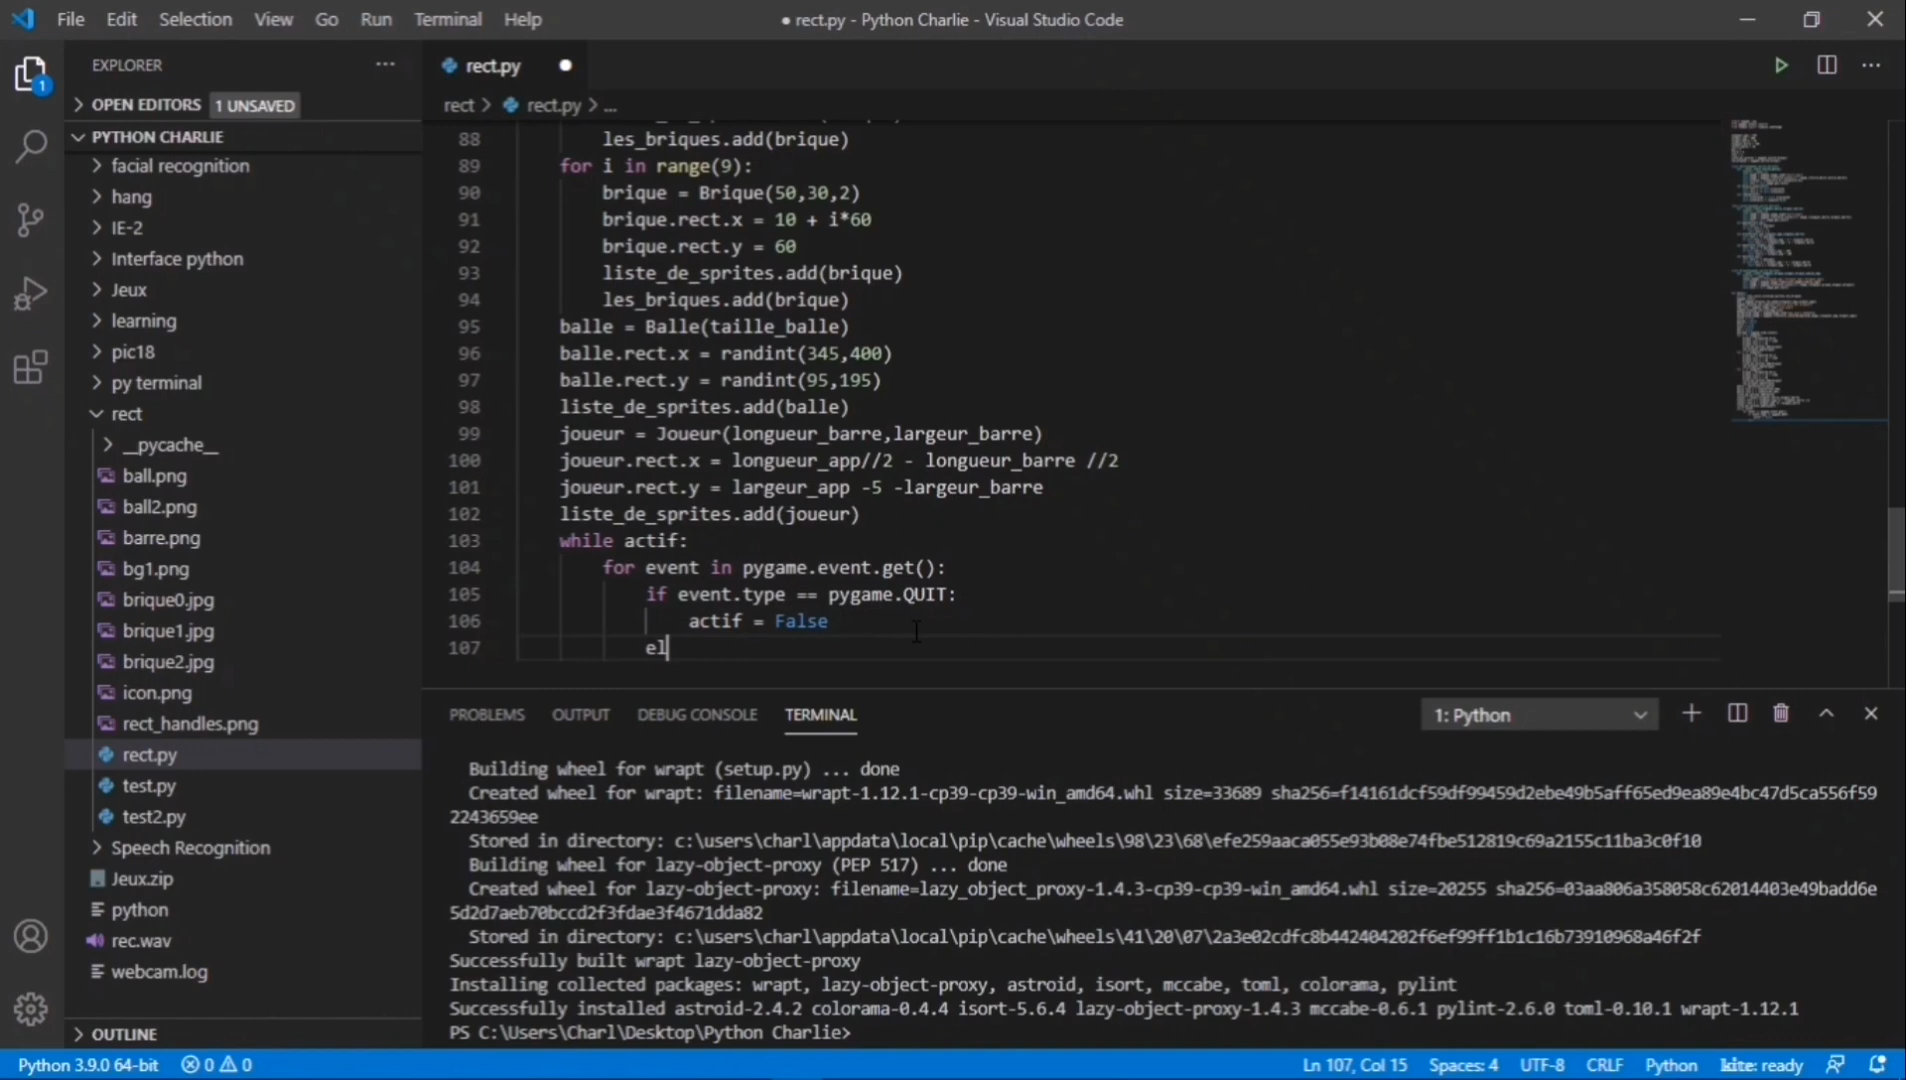 File Edit Selection View Go Run Terminal Help
● rect.py - Python Charlie - Visual Studio Code
EXPLORER
OPEN EDITORS 1 UNSAVED
PYTHON CHARLIE
facial recognition
hang
IE-2
Interface python
Jeux
learning
pic18
py terminal
rect
__pycache__
ball.png
ball2.png
barre.png
bg1.png
brique0.jpg
brique1.jpg
brique2.jpg
icon.png
rect_handles.png
rect.py
test.py
test2.py
Speech Recognition
Jeux.zip
python
rec.wav
webcam.log
OUTLINE
1
rect.py
rect > rect.py > ...
88 les_briques.add(brique)
89 for i in range(9):
90 brique = Brique(50,30,2)
91 brique.rect.x = 10 + i*60
92 brique.rect.y = 60
93 liste_de_sprites.add(brique)
94 les_briques.add(brique)
95 balle = Balle(taille_balle)
96 balle.rect.x = randint(345,400)
97 balle.rect.y = randint(95,195)
98 liste_de_sprites.add(balle)
99 joueur = Joueur(longueur_barre,largeur_barre)
100 joueur.rect.x = longueur_app//2 - longueur_barre //2
101 joueur.rect.y = largeur_app -5 -largeur_barre
102 liste_de_sprites.add(joueur)
103 while actif:
104 for event in pygame.event.get():
105 if event.type == pygame.QUIT:
106 actif = False
107 el
PROBLEMS OUTPUT DEBUG CONSOLE TERMINAL 1: Python
Building wheel for wrapt (setup.py) ... done
Created wheel for wrapt: filename=wrapt-1.12.1-cp39-cp39-win_amd64.whl size=33689 sha256=f14161dcf59df99459d2ebe49b5aff65ed9ea89e4bc47d5ca556f59
2243659ee
Stored in directory: c:\users\charl\appdata\local\pip\cache\wheels\98\23\68\efe259aaca055e93b08e74fbe512819c69a2155c11ba3c0f10
Building wheel for lazy-object-proxy (PEP 517) ... done
Created wheel for lazy-object-proxy: filename=lazy_object_proxy-1.4.3-cp39-cp39-win_amd64.whl size=20255 sha256=03aa806a358058c62014403e49badd6e
5d2d7aeb70bccd2f3fdae3f4671dda82
Stored in directory: c:\users\charl\appdata\local\pip\cache\wheels\41\20\07\2a3e02cdfc8b442404202f6ef99ff1b1c16b73910968a46f2f
Successfully built wrapt lazy-object-proxy
Installing collected packages: wrapt, lazy-object-proxy, astroid, isort, mccabe, toml, colorama, pylint
Successfully installed astroid-2.4.2 colorama-0.4.4 isort-5.6.4 lazy-object-proxy-1.4.3 mccabe-0.6.1 pylint-2.6.0 toml-0.10.1 wrapt-1.12.1
PS C:\Users\Charl\Desktop\Python Charlie>
Python 3.9.0 64-bit 0 0 Ln 107, Col 15 Spaces: 4 UTF-8 CRLF Python kite: ready